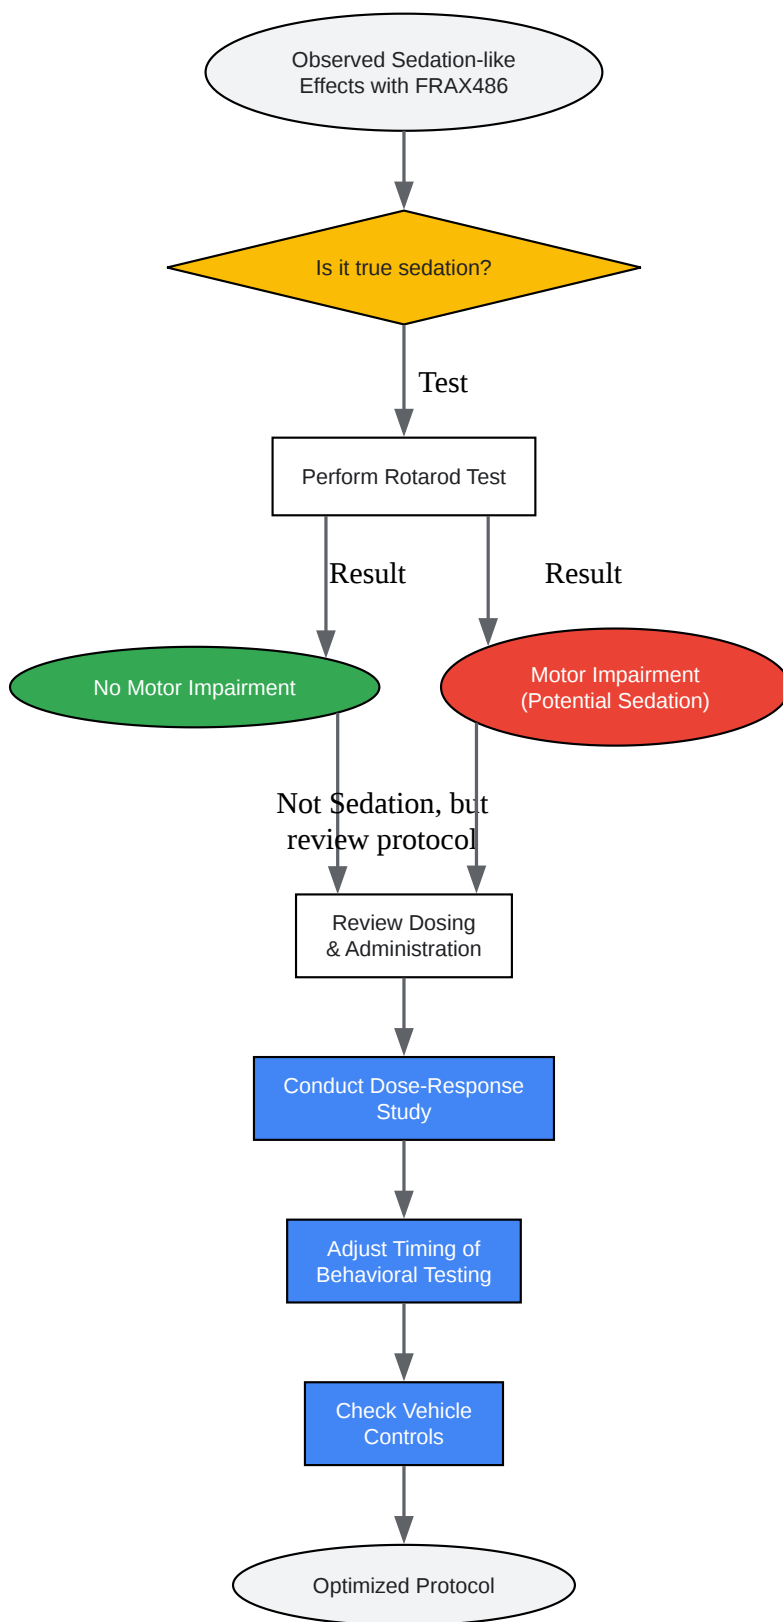 Observed Sedation-like
Effects with FRAX486
Is it true sedation?
Test
Perform Rotarod Test
Result
Result
No Motor Impairment
Motor Impairment
(Potential Sedation)
Not Sedation, but
review protocol
Review Dosing
& Administration
Conduct Dose-Response
Study
Adjust Timing of
Behavioral Testing
Check Vehicle
Controls
Optimized Protocol